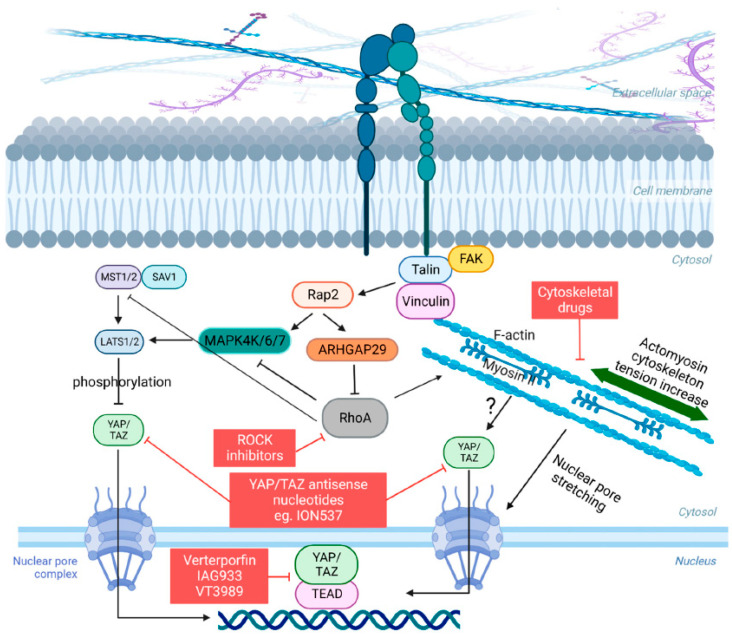 Extracellular space
Cell membrane
Cytosol
FAK
Talin
Vinculin
MST1/2
SAV1
Rap2
Cytoskeletal
drugs
F-actin
LATS1/2
MAPK4K/6/7
ARHGAP29
Myosin II
Actomyosin
cytoskeleton
tension increase
phosphorylation
RhoA
?
YAP/
TAZ
ROCK
inhibitors
YAP/
TAZ
YAP/TAZ antisense
nucleotides
eg. ION537
Nuclear pore
stretching
Cytosol
Nuclear pore
complex
Nucleus
Verterporfin
IAG933
VT3989
YAP/
TAZ
TEAD